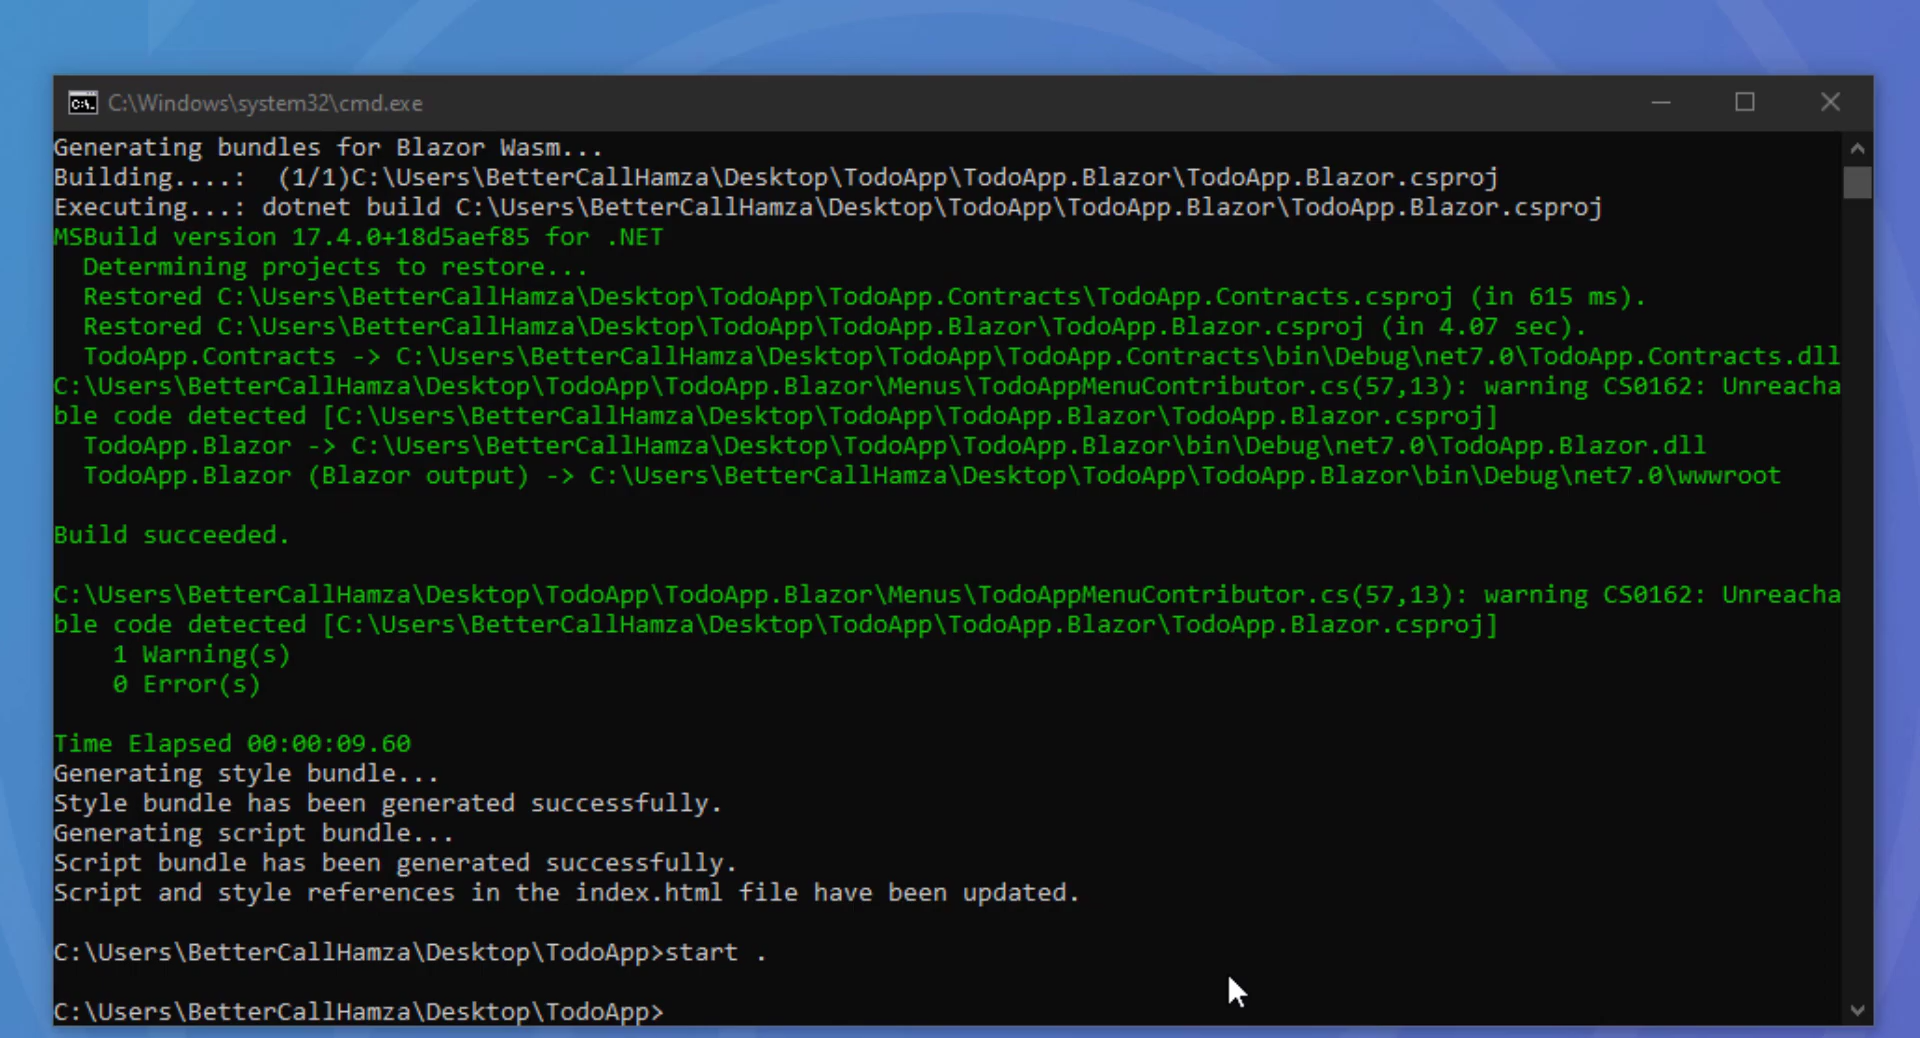 C:\Windows\system32\cmd.exe
Generating bundles for Blazor Wasm...
Building....:  (1/1)C:\Users\BetterCallHamza\Desktop\TodoApp\TodoApp.Blazor\TodoApp.Blazor.csproj
Executing...: dotnet build C:\Users\BetterCallHamza\Desktop\TodoApp\TodoApp.Blazor\TodoApp.Blazor.csproj
MSBuild version 17.4.0+18d5aef85 for .NET
  Determining projects to restore...
  Restored C:\Users\BetterCallHamza\Desktop\TodoApp\TodoApp.Contracts\TodoApp.Contracts.csproj (in 615 ms).
  Restored C:\Users\BetterCallHamza\Desktop\TodoApp\TodoApp.Blazor\TodoApp.Blazor.csproj (in 4.07 sec).
  TodoApp.Contracts -> C:\Users\BetterCallHamza\Desktop\TodoApp\TodoApp.Contracts\bin\Debug\net7.0\TodoApp.Contracts.dll
C:\Users\BetterCallHamza\Desktop\TodoApp\TodoApp.Blazor\Menus\TodoAppMenuContributor.cs(57,13): warning CS0162: Unreacha
ble code detected [C:\Users\BetterCallHamza\Desktop\TodoApp\TodoApp.Blazor\TodoApp.Blazor.csproj]
  TodoApp.Blazor -> C:\Users\BetterCallHamza\Desktop\TodoApp\TodoApp.Blazor\bin\Debug\net7.0\TodoApp.Blazor.dll
  TodoApp.Blazor (Blazor output) -> C:\Users\BetterCallHamza\Desktop\TodoApp\TodoApp.Blazor\bin\Debug\net7.0\wwwroot
Build succeeded.
C:\Users\BetterCallHamza\Desktop\TodoApp\TodoApp.Blazor\Menus\TodoAppMenuContributor.cs(57,13): warning CS0162: Unreacha
ble code detected [C:\Users\BetterCallHamza\Desktop\TodoApp\TodoApp.Blazor\TodoApp.Blazor.csproj]
    1 Warning(s)
    0 Error(s)
Time Elapsed 00:00:09.60
Generating style bundle...
Style bundle has been generated successfully.
Generating script bundle...
Script bundle has been generated successfully.
Script and style references in the index.html file have been updated.
C:\Users\BetterCallHamza\Desktop\TodoApp>start .
C:\Users\BetterCallHamza\Desktop\TodoApp>